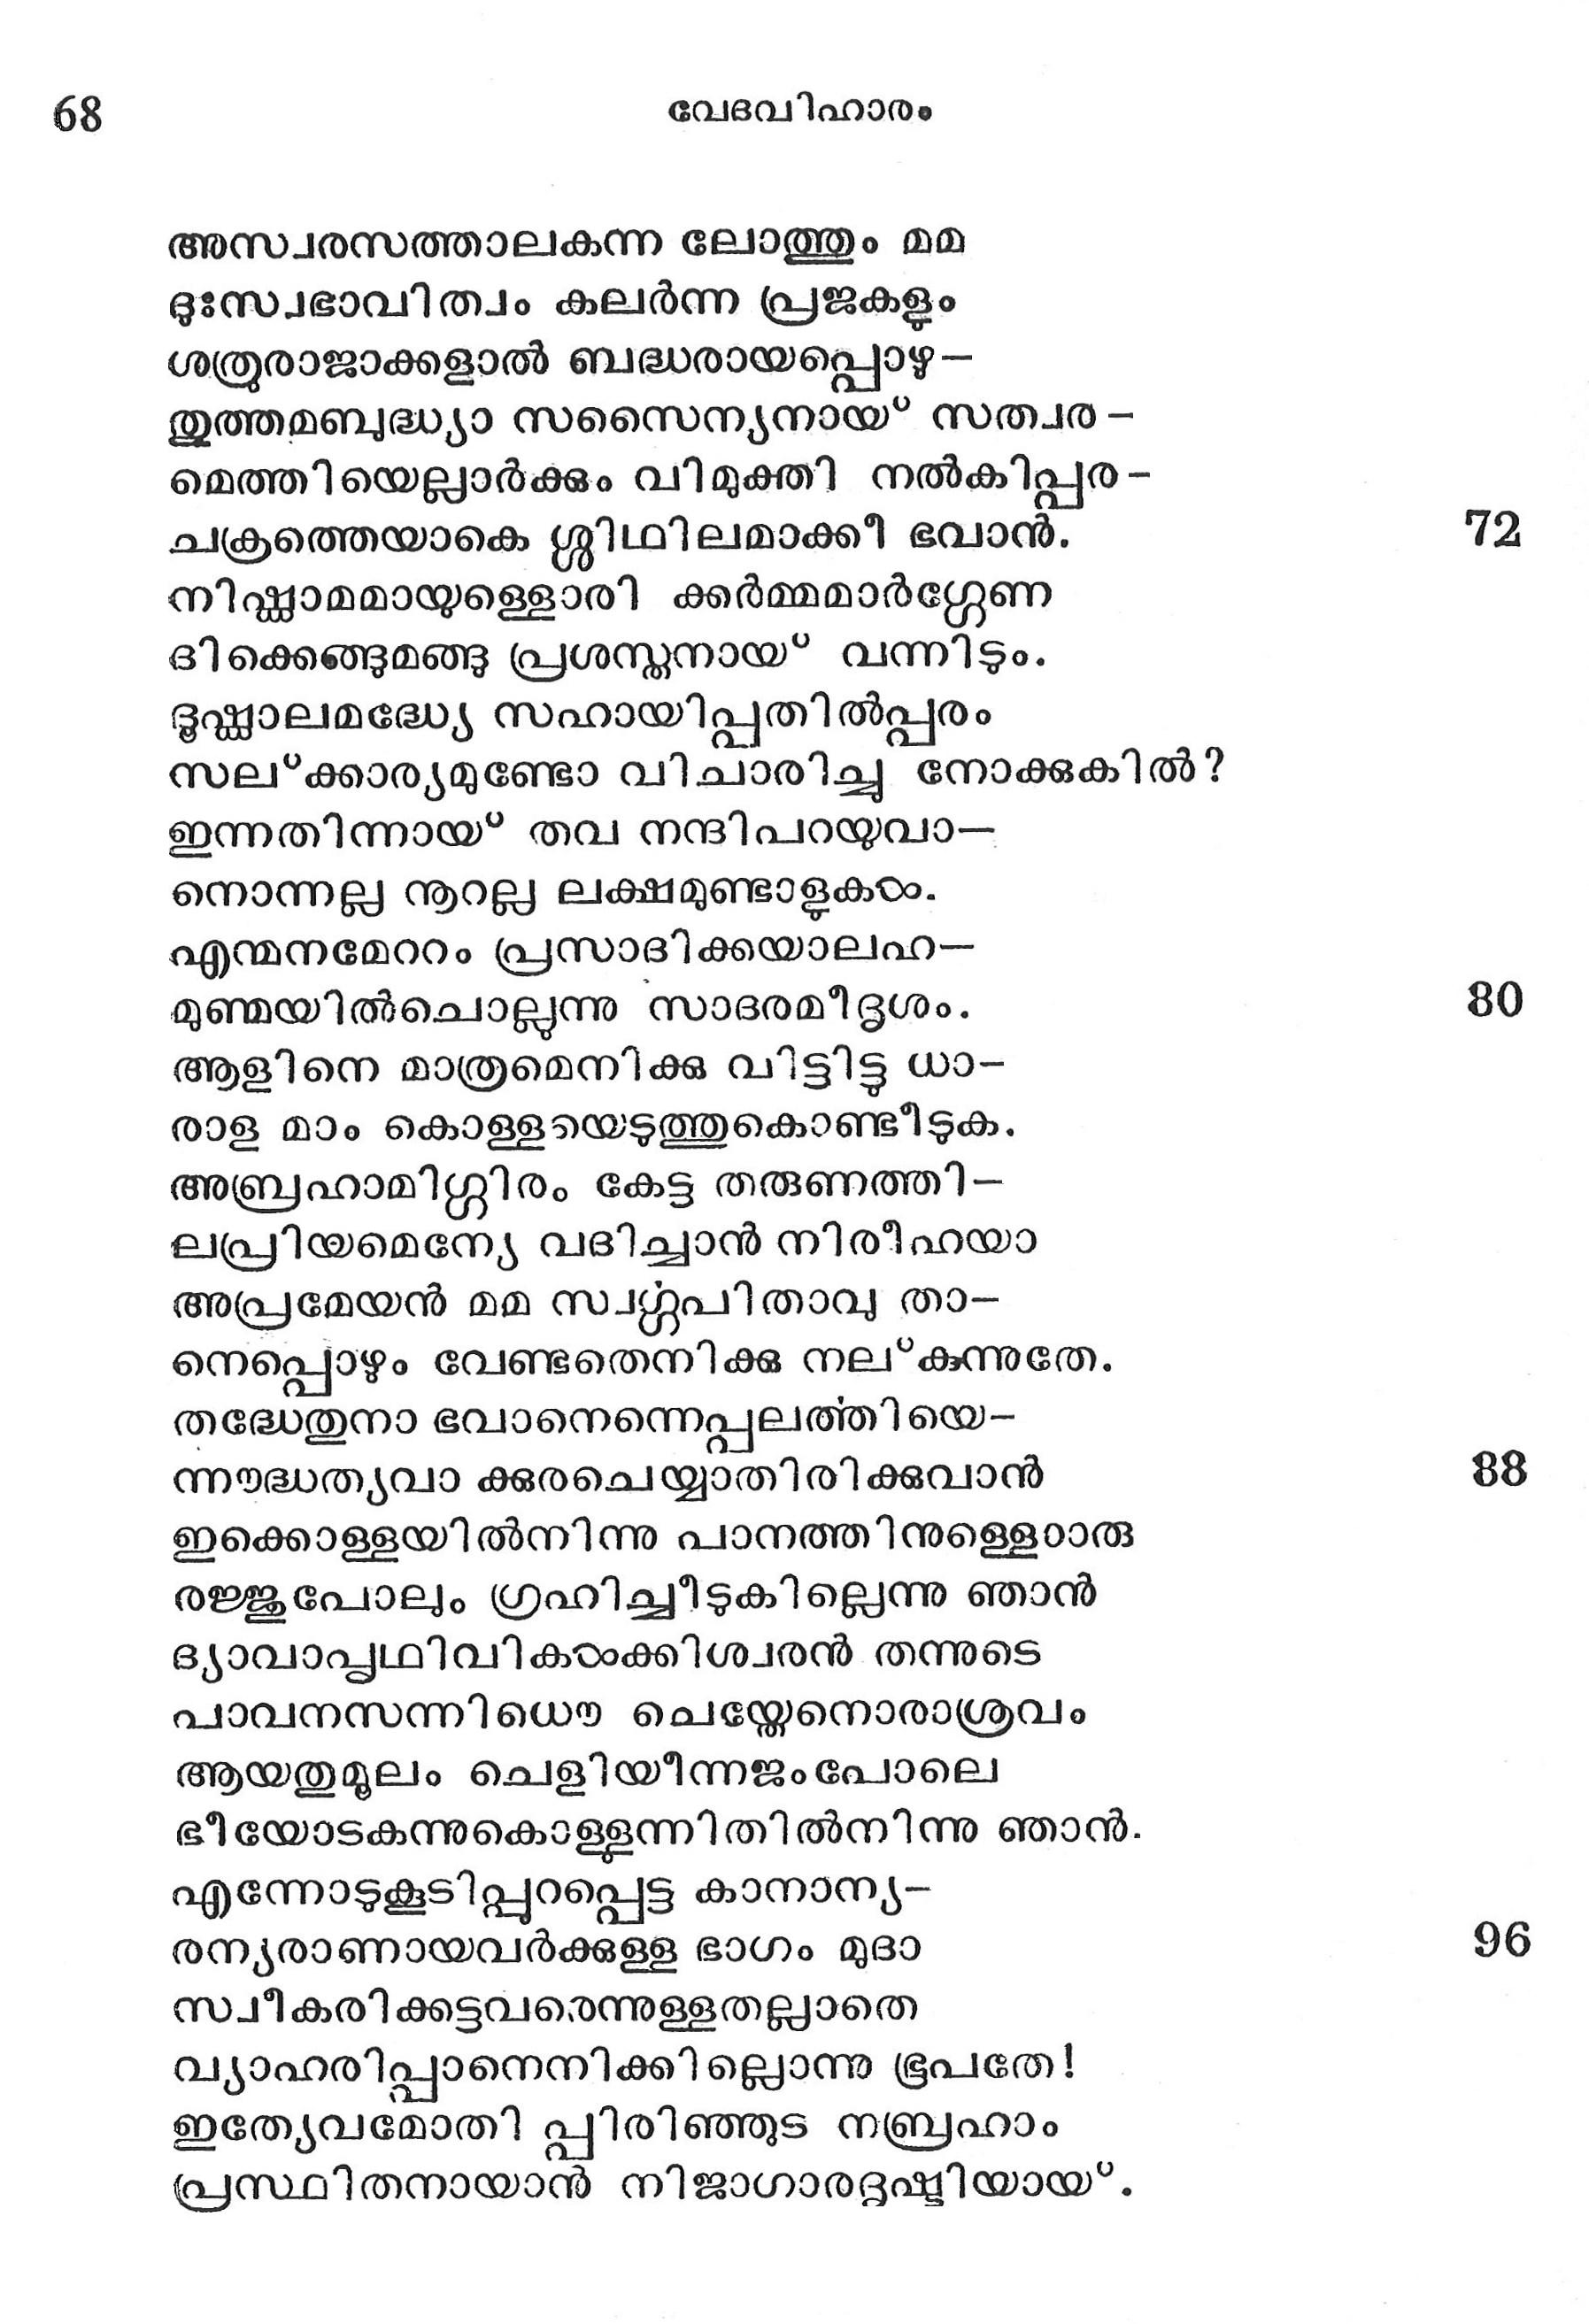 68
വേദവിഹാരം
അസ്വരസത്താലകന്ന ലോത്തും മമ
ദുഃസ്വഭാവിത്വം കലർന്ന പ്രജകളും
ശത്രുരാജാക്കളാൽ ബദ്ധരായപ്പൊഴു—
തുത്തമബുദ്ധ്യാ സസൈന്യനായ് സത്വര—
മെത്തിയെല്ലാർക്കും വിമുക്തി നൽകിപ്പര—
ചക്രത്തെയാകെ ശ്ശിഥിലമാക്കീ ഭവാൻ. 72
നിഷ്കാമമായുള്ളൊരി ക്കർമ്മമാർഗ്ഗേണ
ദിക്കെങ്ങുമങ്ങു പ്രശസ്തനായ് വന്നിടും.
ദൂഷ്കാലമദ്ധ്യേ സഹായിപ്പതിൽപ്പരം
സല്ക്കാര്യമുണ്ടോ വിചാരിച്ചു നോക്കുകിൽ?
ഇന്നതിന്നായ് തവ നന്ദിപറയുവാ—
നൊന്നല്ല നൂറല്ല ലക്ഷമുണ്ടാളുകൾ.
എന്മനമേററം പ്രസാദിക്കയാലഹ—
മുണ്മയിൽചൊല്ലുന്നു സാദരമീദൃശം. 80
ആളിനെ മാത്രമെനിക്കു വിട്ടിട്ടു ധാ—
രാള മാം കൊള്ളയെടുത്തുകൊണ്ടീടുക.
അബ്രഹാമിഗ്ഗിരം കേട്ട തരുണത്തി—
ലപ്രിയമെന്യേ വദിച്ചാൻ നിരീഹയാ
അപ്രമേയൻ മമ സ്വൎഗ്ഗപിതാവു താ—
നെപ്പൊഴും വേണ്ടതെനിക്കു നല്കുന്നുതേ.
തദ്ധേതുനാ ഭവാനെന്നെപ്പുലൎത്തിയെ—
ന്നൗദ്ധത്യവാ ക്കുരചെയ്യാതിരിക്കുവാൻ 88
ഇക്കൊള്ളയിൽനിന്നു പാനത്തിനുള്ളൊരു
രജ്ജുപോലും ഗ്രഹിച്ചീടുകില്ലെന്നു ഞാൻ
ദ്യാവാപൃഥിവികൾക്കീശ്വരൻ തന്നുടെ
പാവനസന്നിധൌ ചെയ്തേനൊരാശ്രവം
ആയതുമൂലം ചെളിയീന്നജംപോലെ
ഭീയോടകന്നുകൊള്ളുന്നിതിൽനിന്നു ഞാൻ.
എന്നോടുകൂടിപ്പുറപ്പെട്ട കാനാന്യ—
രന്യരാണായവർക്കുള്ള ഭാഗം മുദാ 96
സ്വീകരിക്കട്ടവരെന്നുള്ളതല്ലാതെ
വ്യാഹരിപ്പാനെനിക്കില്ലൊന്നു ഭൂപതേ!
ഇത്യേവമോതി പ്പിരിഞ്ഞുട നബ്രഹാം
പ്രസ്ഥിതനായാൻ നിജാഗാരദൃഷ്ടിയായ്.